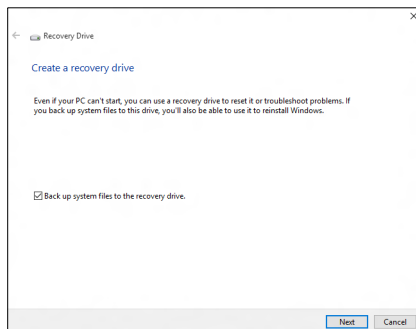 Recovery Drive
Create a recovery drive
Even if your PC can't start, you can use a recovery drive to reset it or troubleshoot problems. If
you back up system files to this drive, you'll also be able to use it to reinstall Windows.
Back up system files to the recovery drive.
Next Cancel